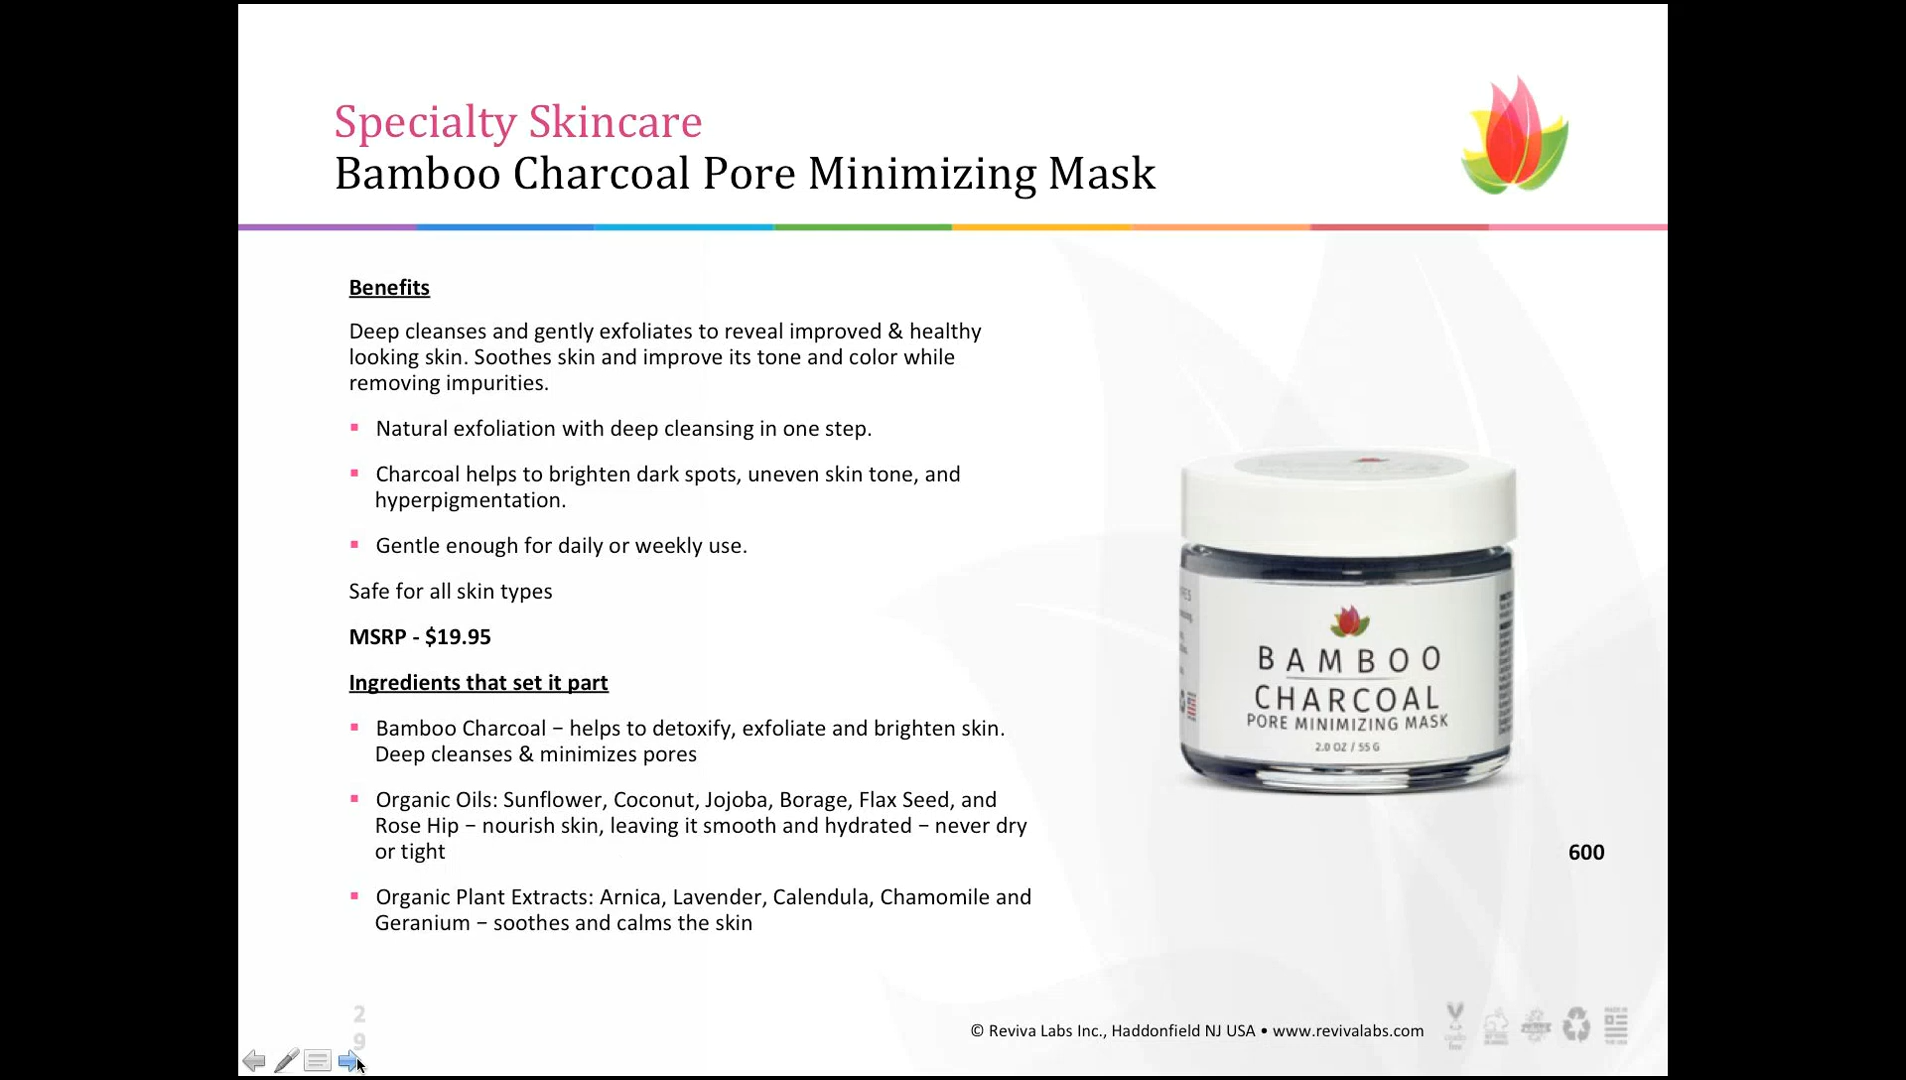 Specialty Skincare
Bamboo Charcoal Pore Minimizing Mask
Benefits
Deep cleanses and gently exfoliates to reveal improved & healthy
looking skin. Soothes skin and improve its tone and color while
removing impurities.
▪ Natural exfoliation with deep cleansing in one step.
▪ Charcoal helps to brighten dark spots, uneven skin tone, and
hyperpigmentation.
▪ Gentle enough for daily or weekly use.
Safe for all skin types
MSRP - $19.95
Ingredients that set it part
▪ Bamboo Charcoal – helps to detoxify, exfoliate and brighten skin.
Deep cleanses & minimizes pores
▪ Organic Oils: Sunflower, Coconut, Jojoba, Borage, Flax Seed, and
Rose Hip – nourish skin, leaving it smooth and hydrated – never dry
or tight
▪ Organic Plant Extracts: Arnica, Lavender, Calendula, Chamomile and
Geranium – soothes and calms the skin
BAMBOO
CHARCOAL
PORE MINIMIZING MASK
2.0 OZ / 55 G
600
2
9
© Reviva Labs Inc., Haddonfield NJ USA • www.revivalabs.com